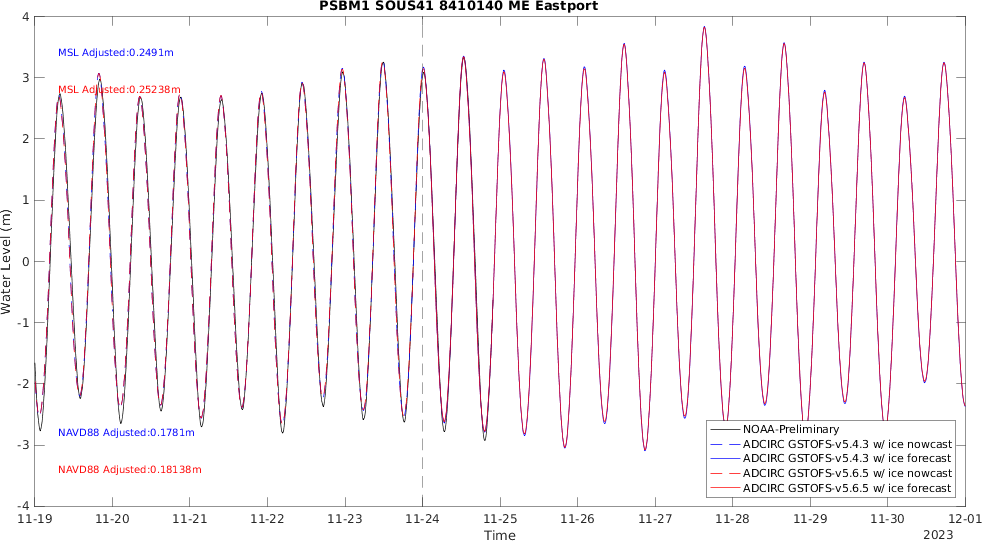 PSBM1 SOUS41 8410140 ME Eastport
4
3
2
1
0
-1
-2
-3
-4
Water Level (m)
MSL Adjusted:0.2491m
MSL Adjusted:0.25238m
NAVD88 Adjusted:0.1781m
NAVD88 Adjusted:0.18138m
NOAA-Preliminary
ADCIRC GSTOFS-v5.4.3 w/ ice nowcast
ADCIRC GSTOFS-v5.4.3 w/ ice forecast
ADCIRC GSTOFS-v5.6.5 w/ ice nowcast
ADCIRC GSTOFS-v5.6.5 w/ ice forecast
11-19 11-20 11-21 11-22 11-23 11-24 11-25 11-26 11-27 11-28 11-29 11-30 12-01
Time
2023